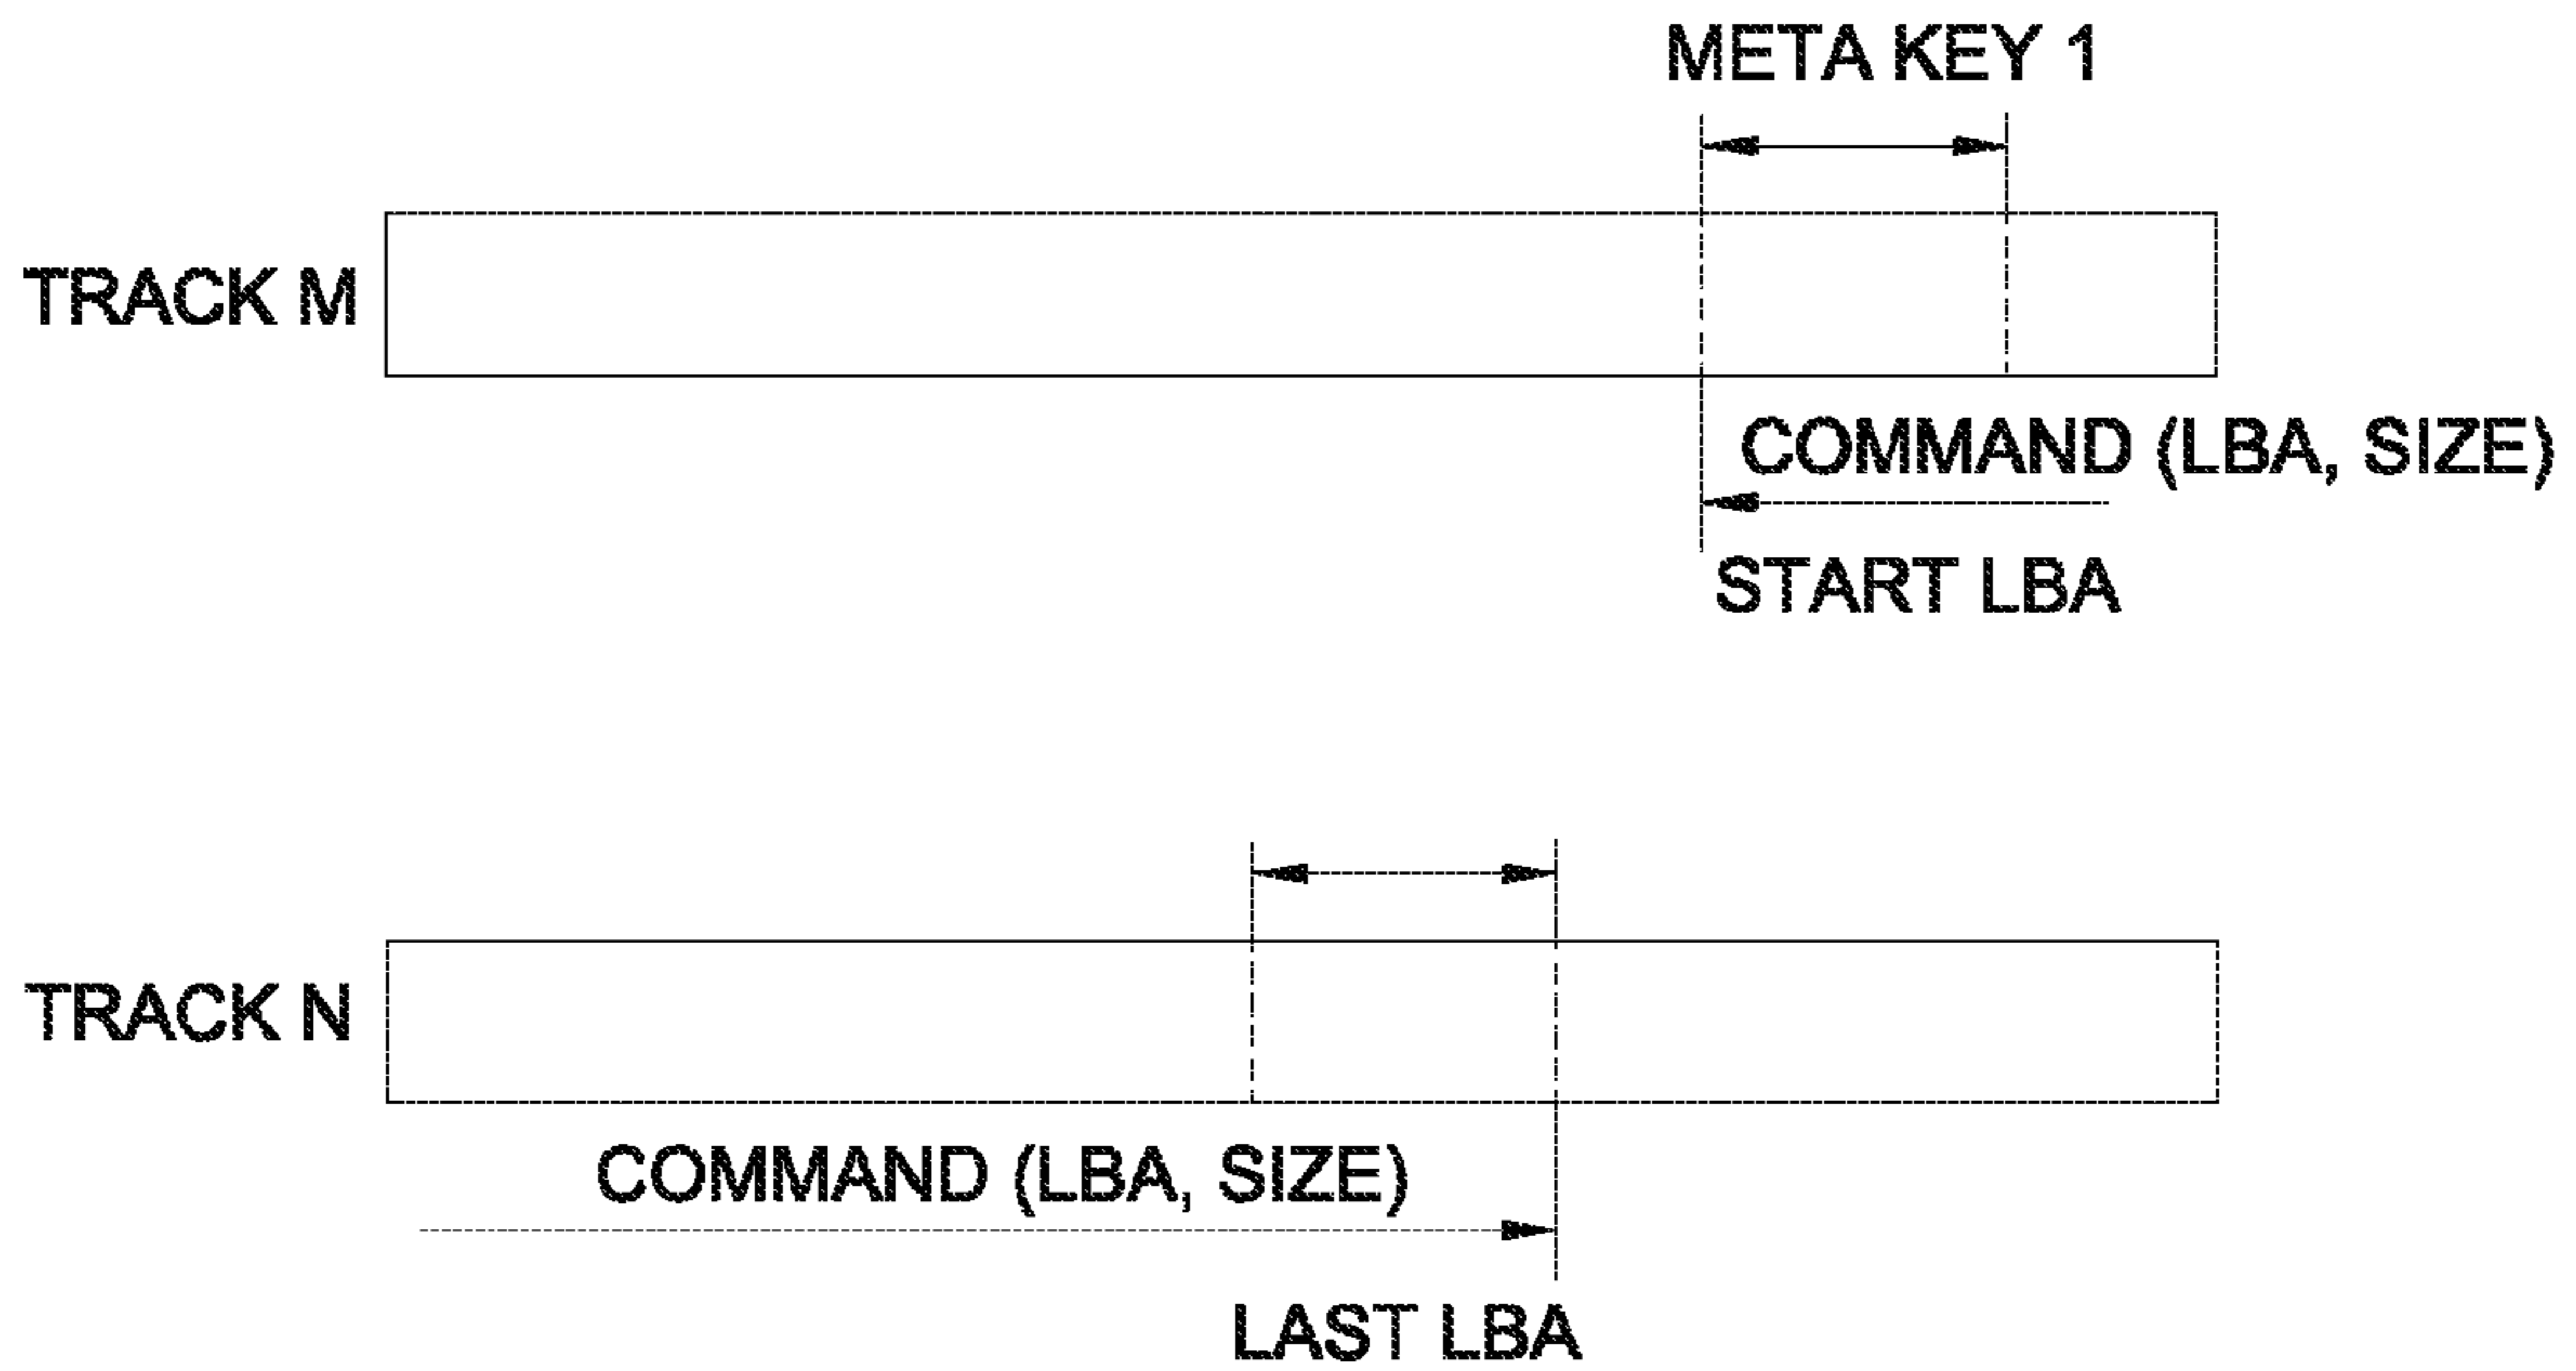 META KEY 1
TRACK M
COMMAND (LBA, SIZE)
START LBA
TRACK N
COMMAND (LBA, SIZE)
LAST LBA